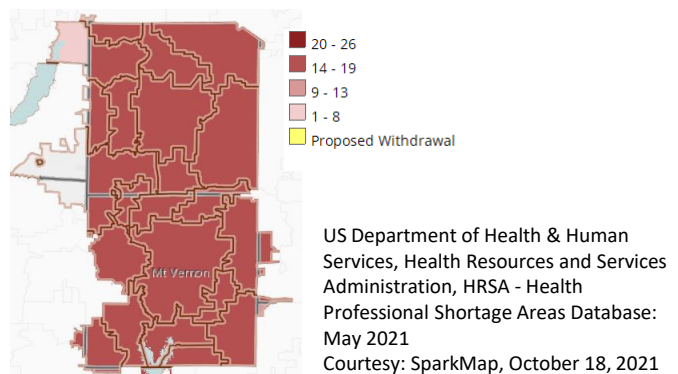 20 - 26
14 - 19
9 - 13
1 - 8
Proposed Withdrawal
Mt Vernon
US Department of Health & Human
Services, Health Resources and Services
Administration, HRSA - Health
Professional Shortage Areas Database:
May 2021
Courtesy: SparkMap, October 18, 2021